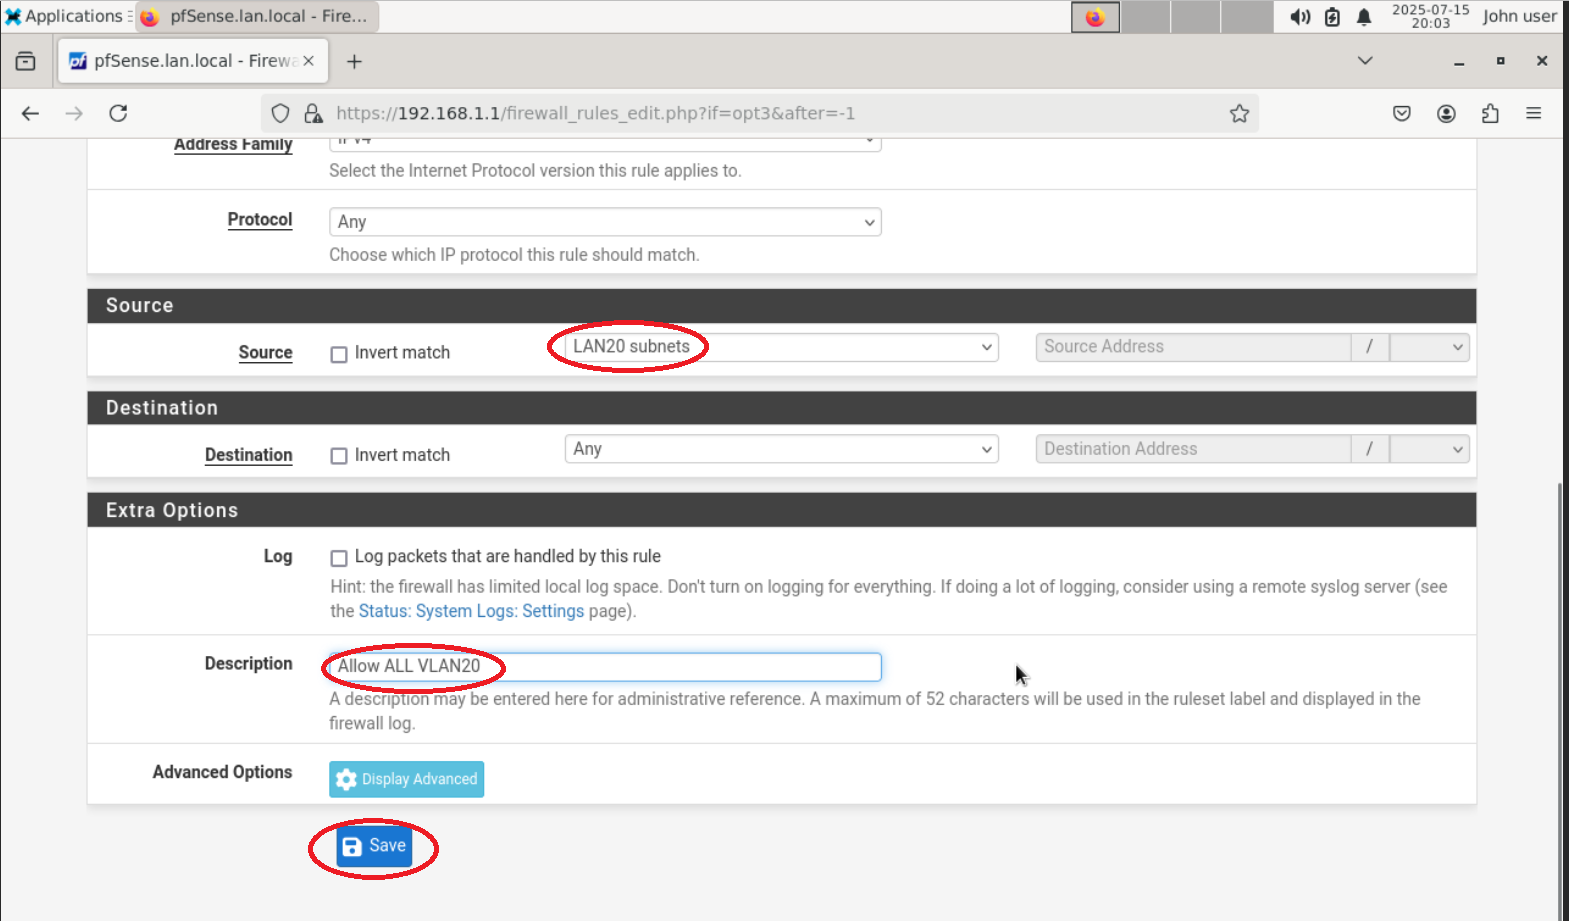 Applications
pfSense.lan.local - Fire...
2025-07-15
20:03
John user
pfSense.lan.local - Firewa
https://192.168.1.1/firewall_rules_edit.php?if=opt3&after=-1
Address Family
IPv4
Select the Internet Protocol version this rule applies to.
Protocol
Any
Choose which IP protocol this rule should match.
Source
Source
Invert match
LAN20 subnets
Source Address
/
Destination
Destination
Invert match
Any
Destination Address
/
Extra Options
Log
Log packets that are handled by this rule
Hint: the firewall has limited local log space. Don't turn on logging for everything. If doing a lot of logging, consider using a remote syslog server (see
the Status: System Logs: Settings page).
Description
Allow ALL VLAN20
A description may be entered here for administrative reference. A maximum of 52 characters will be used in the ruleset label and displayed in the
firewall log.
Advanced Options
Display Advanced
Save